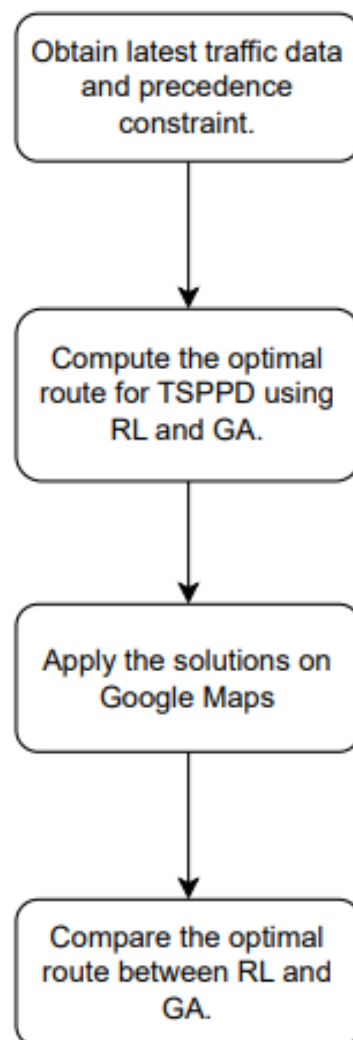 Obtain latest traffic data
and precedence
constraint.
Compute the optimal
route for TSPPD using
RL and GA.
Apply the solutions on
Google Maps
Compare the optimal
route between RL and
GA.